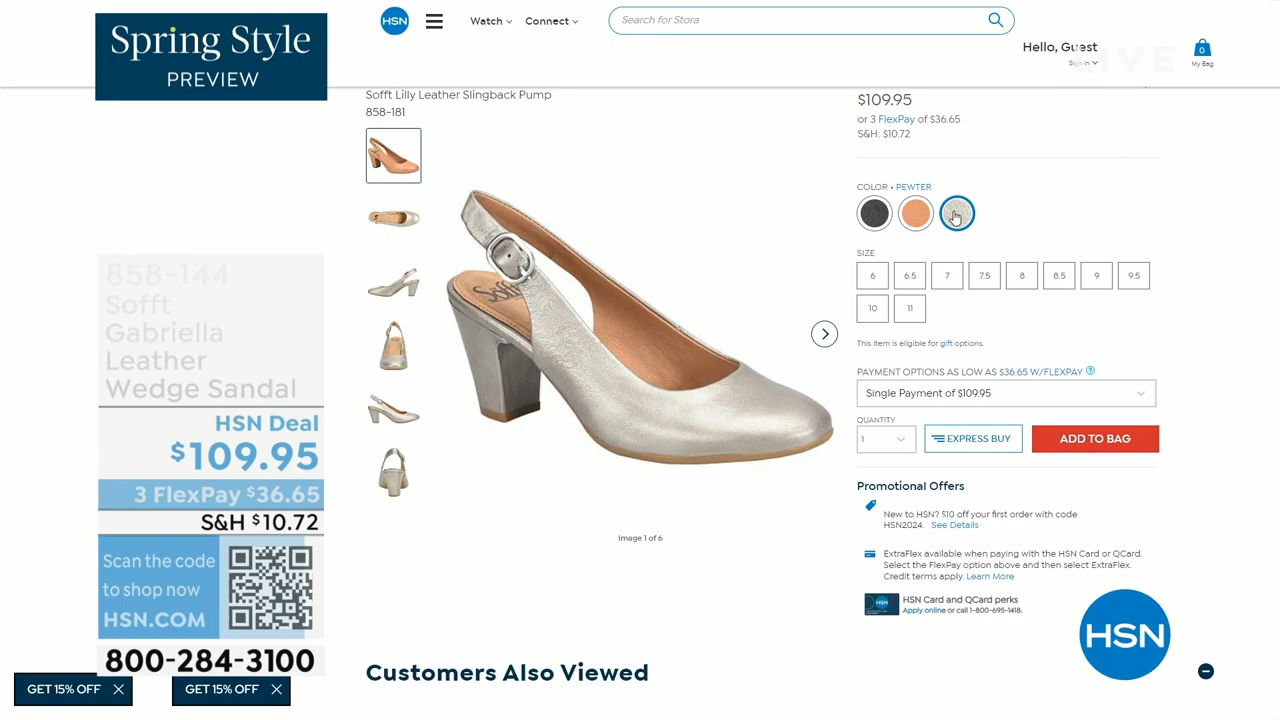 Spring Style
PREVIEW
HSN
Watch
Connect
Search for Stora
Hello, Guest
Sign In
LIVE
0
My Bag
Sofft Lilly Leather Slingback Pump
858-181
$109.95
or 3 FlexPay of $36.65
S&H: $10.72
COLOR • PEWTER
SIZE
6 6.5 7 7.5 8 8.5 9 9.5
10 11
This item is eligible for gift options.
PAYMENT OPTIONS AS LOW AS $36.65 W/FLEXPAY ?
Single Payment of $109.95
QUANTITY
1
EXPRESS BUY
ADD TO BAG
Promotional Offers
New to HSN? $10 off your first order with code
HSN2024. See Details
ExtraFlex available when paying with the HSN Card or QCard.
Select the FlexPay option above and then select ExtraFlex.
Credit terms apply. Learn More
HSN
HSN Card and QCard perks
Apply online or call 1-800-695-1418.
Sofft
Image 1 of 6
858-144
Sofft
Gabriella
Leather
Wedge Sandal
HSN Deal
$109.95
3 FlexPay $36.65
S&H $10.72
Scan the code
to shop now
HSN.COM
800-284-3100
GET 15% OFF
GET 15% OFF
Customers Also Viewed
HSN